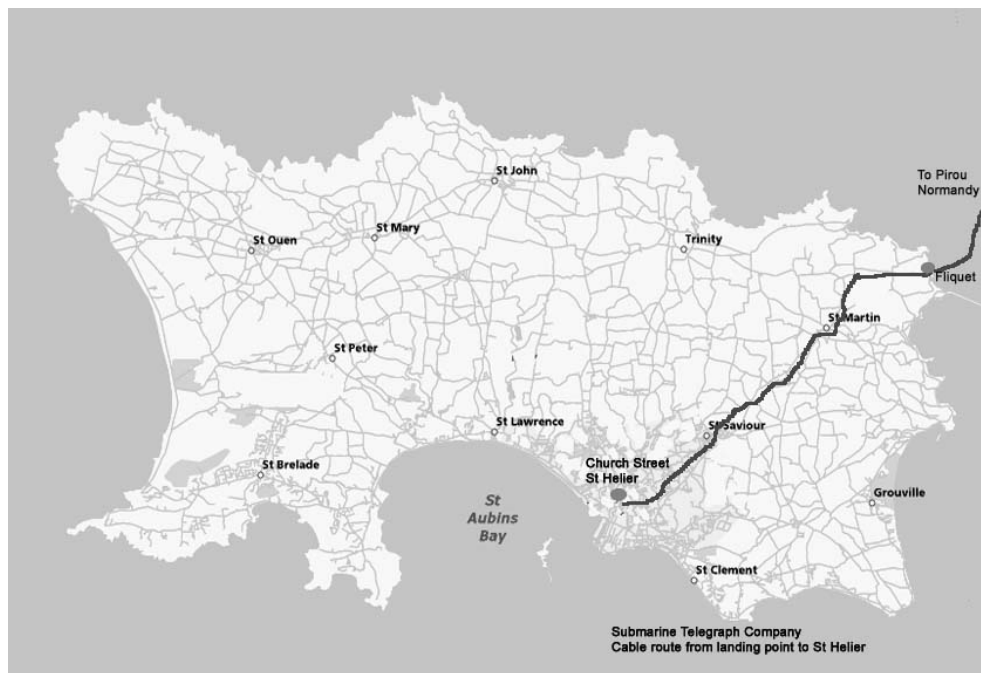 St John
To Pirou
Normandy
St Mary
St Ouen
Trinity
Fliquet
St Martin
St Peter
St Lawrence
St Saviour
Church Street
St Helier
St Brelade
St
Aubins
Bay
Grouville
St Clement
Submarine Telegraph Company
Cable route from landing point to St Helier